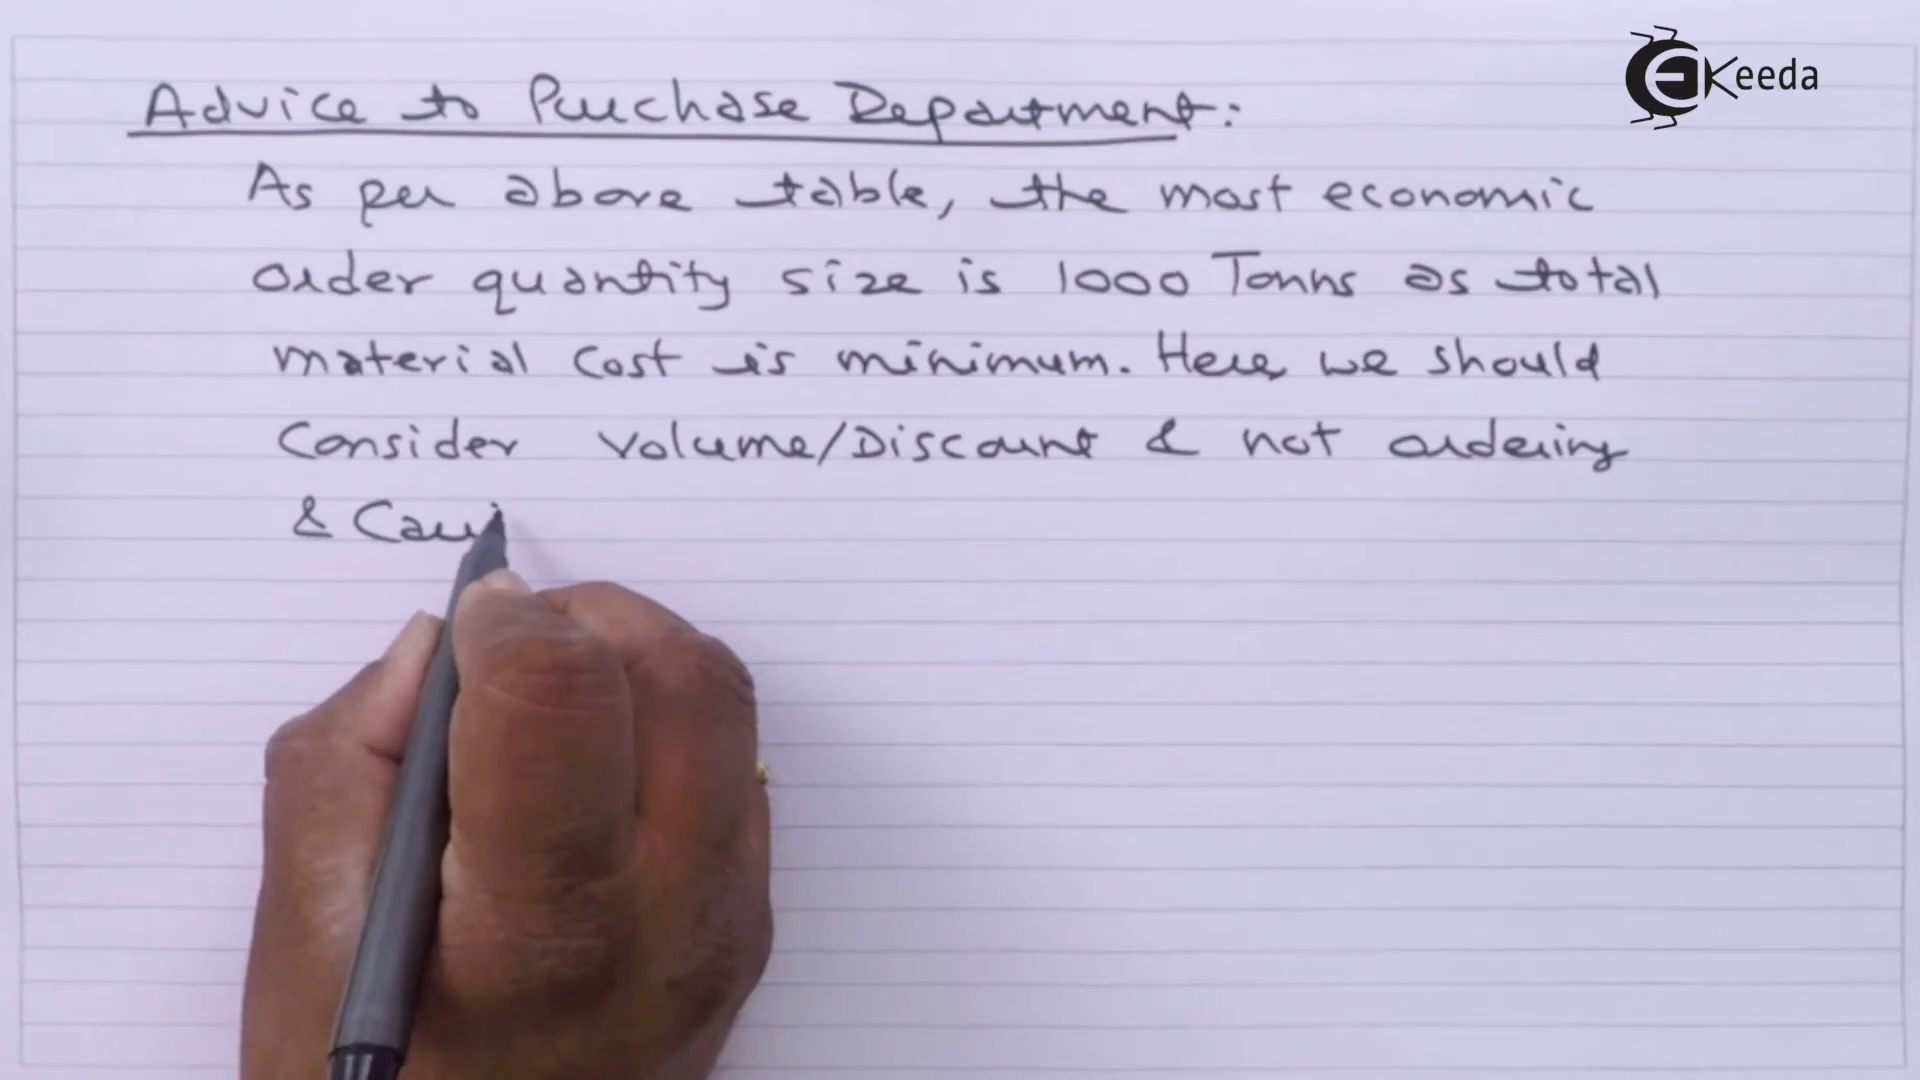 Advice to Purchase Department:
EKeeda
As per above table, the most economic
order quantity size is 1000 Tonns as total
material cost is minimum. Here, we should
Consider Volume/Discount & not ordering
&